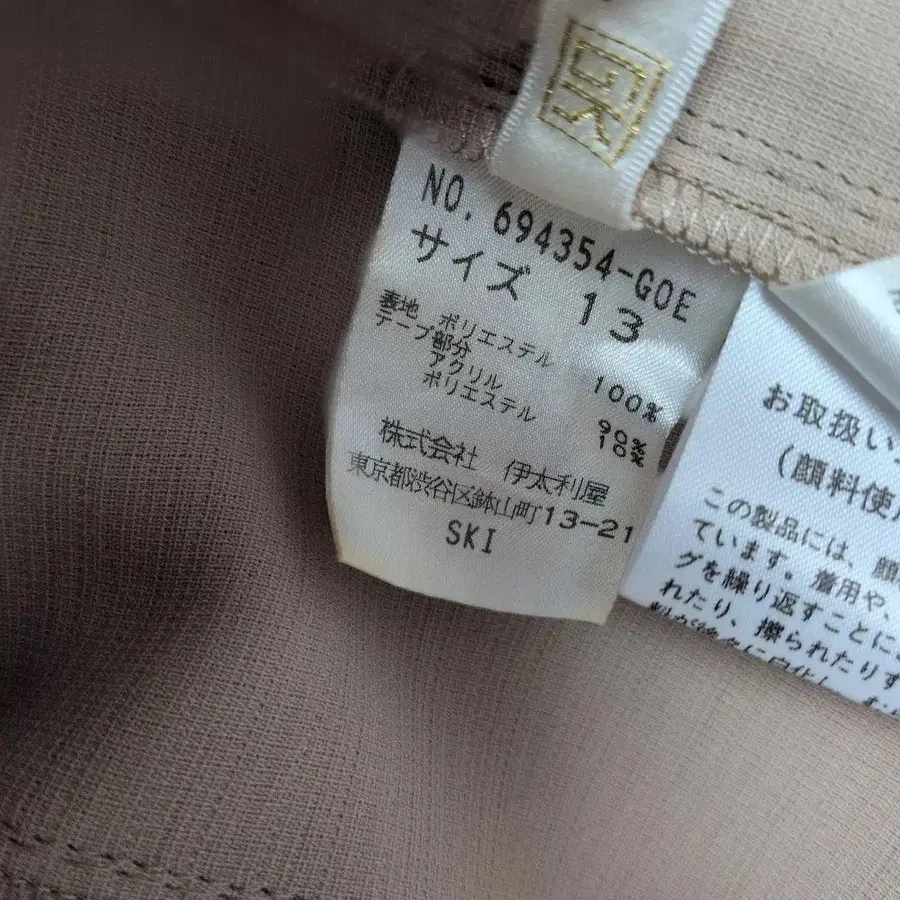 NO. 694354-GOE
サイズ 13
表地 ポリエステル 100%
テープ部分
アクリル 90%
ポリエステル 10%
株式会社 伊太利屋
東京都渋谷区鉢山町13-21
SKI
お取扱い
(顔料使用
この製品には、顔
ています。着用や、
グを繰り返すことに
れたり、擦られたりす